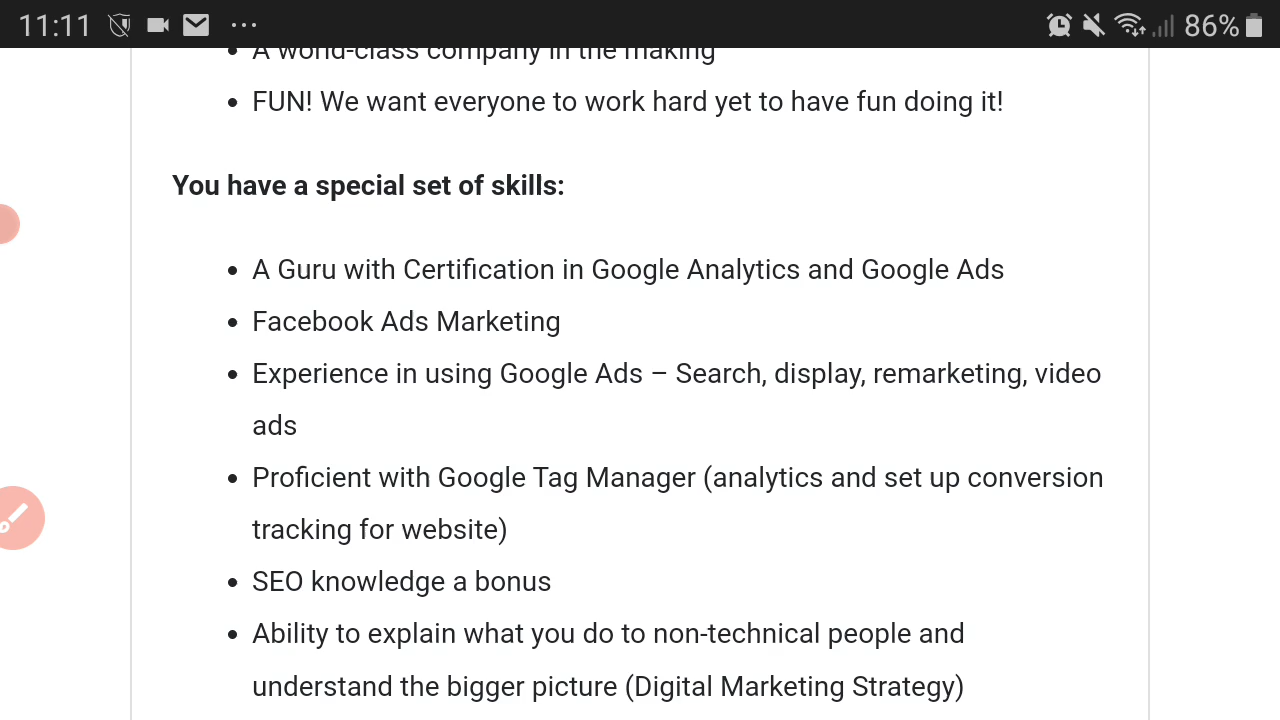 11:11 ... 86%
A world-class company in the making
FUN! We want everyone to work hard yet to have fun doing it!
You have a special set of skills:
A Guru with Certification in Google Analytics and Google Ads
Facebook Ads Marketing
Experience in using Google Ads – Search, display, remarketing, video
ads
Proficient with Google Tag Manager (analytics and set up conversion
tracking for website)
SEO knowledge a bonus
Ability to explain what you do to non-technical people and
understand the bigger picture (Digital Marketing Strategy)